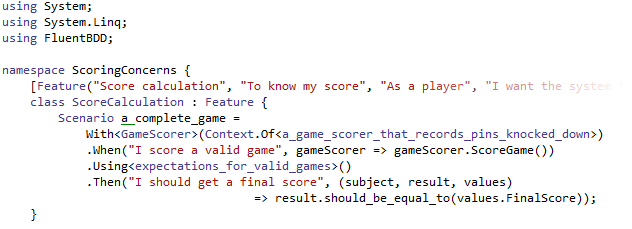 using System;
using System.Linq;
using FluentBDD;

namespace ScoringConcerns {
    [Feature("Score calculation", "To know my score", "As a player", "I want the system
    class ScoreCalculation : Feature {
        Scenario a_complete_game =
            With<GameScorer>(Context.Of<a_game_scorer_that_records_pins_knocked_down>)
            .When("I score a valid game", gameScorer => gameScorer.ScoreGame())
            .Using<expectations_for_valid_games>()
            .Then("I should get a final score", (subject, result, values)
                                    => result.should_be_equal_to(values.FinalScore));
    }